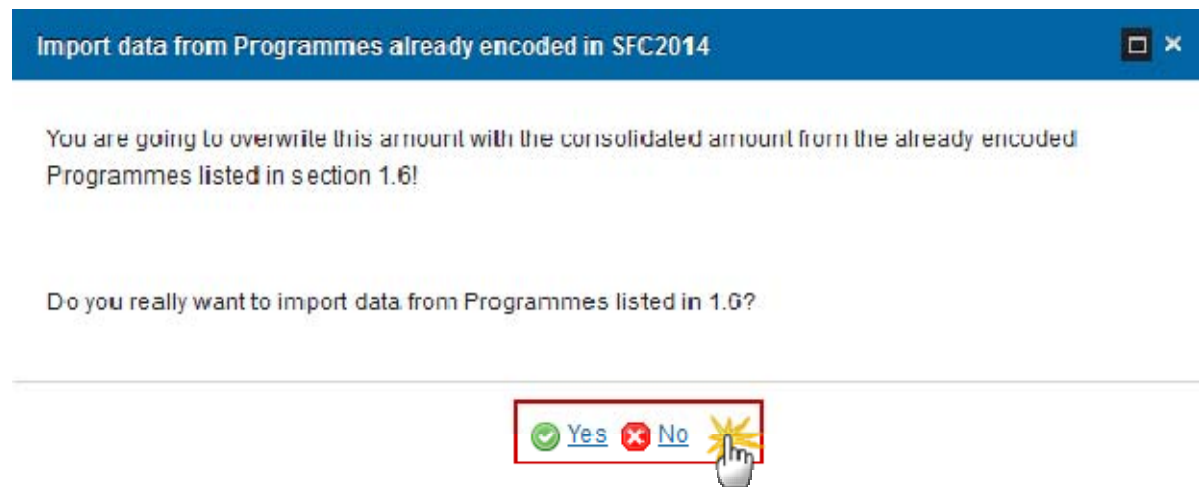 Import data from Programmes already encoded in SFC2014
You are going to overwrite this amount with the consolidated amount from the already encoded
Programmes listed in section 1.6!
Do you really want to import data from Programmes listed in 1.6?
Yes No